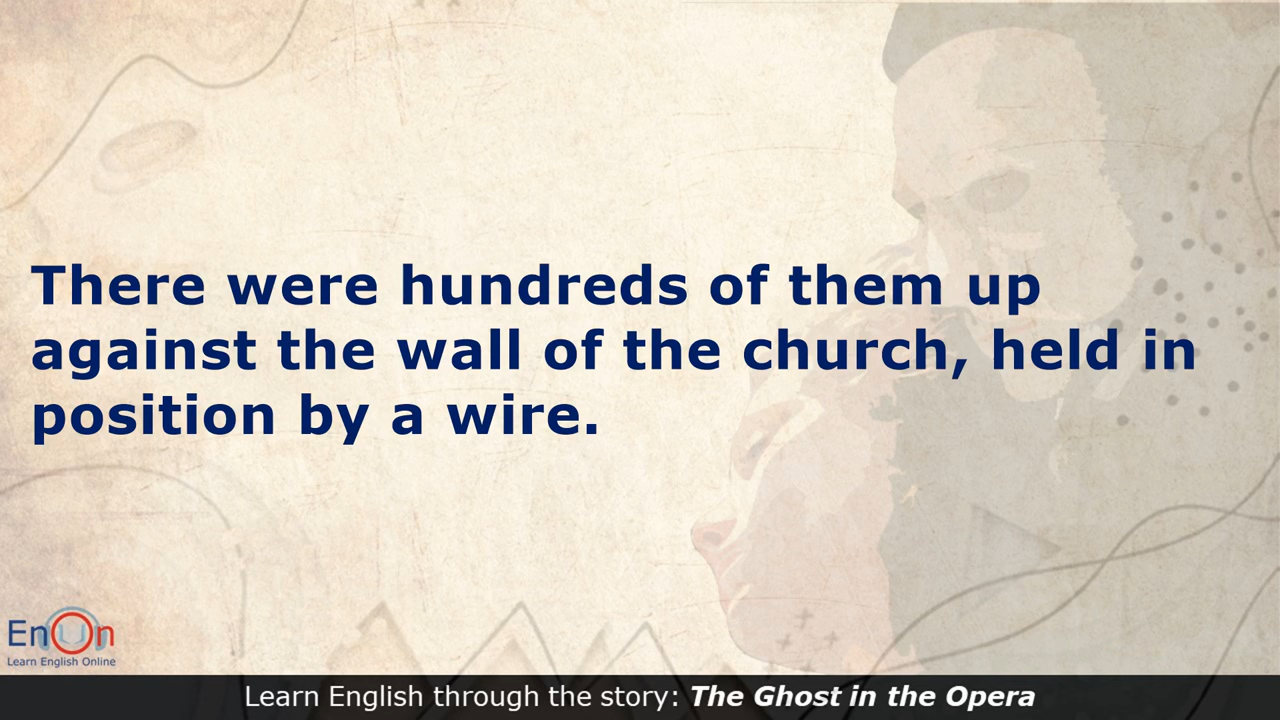 There were hundreds of them up
against the wall of the church, held in
position by a wire.
EnOn
Learn English Online
Learn English through the story: The Ghost in the Opera